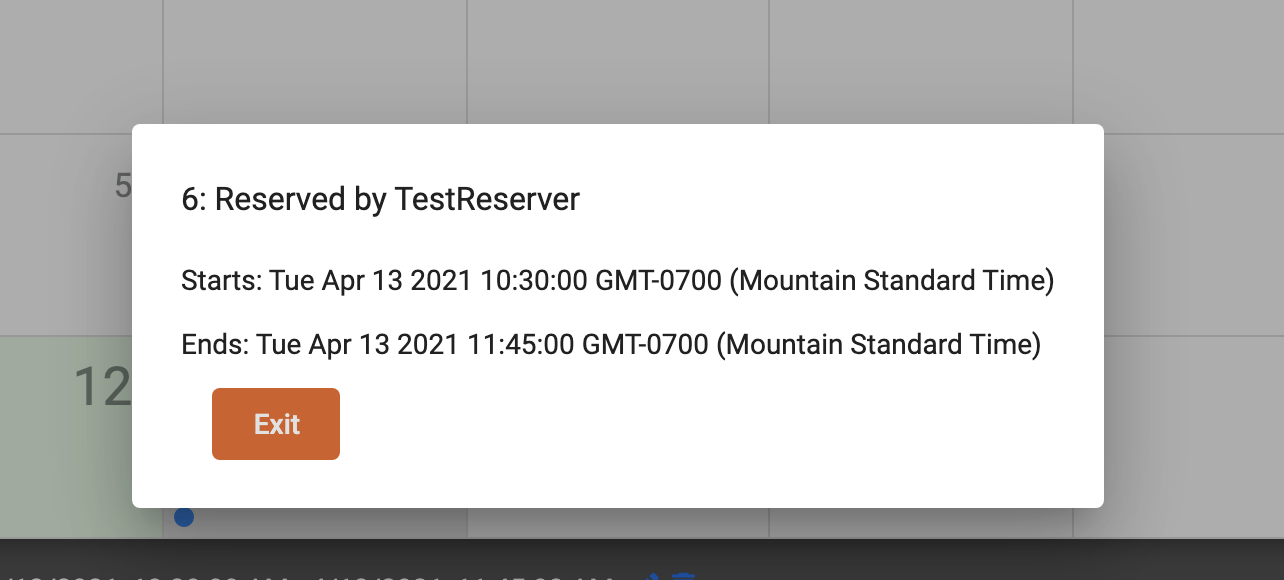 5
6: Reserved by TestReserver
Starts: Tue Apr 13 2021 10:30:00 GMT-0700 (Mountain Standard Time)
Ends: Tue Apr 13 2021 11:45:00 GMT-0700 (Mountain Standard Time)
12
Exit